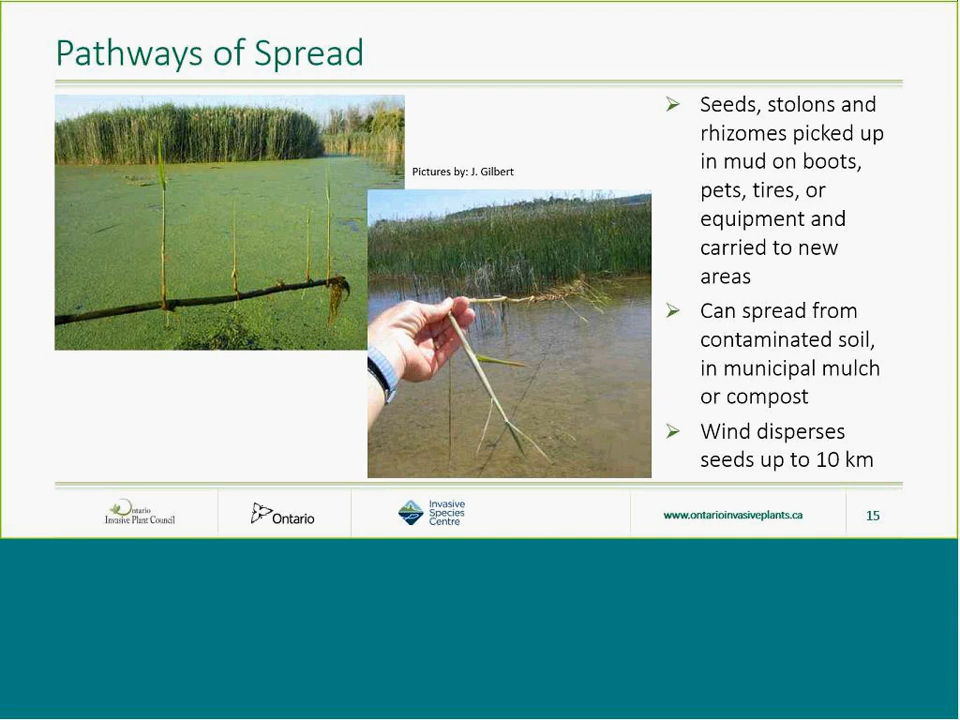 Pathways of Spread
Pictures by: J. Gilbert
➢ Seeds, stolons and
rhizomes picked up
in mud on boots,
pets, tires, or
equipment and
carried to new
areas
➢ Can spread from
contaminated soil,
in municipal mulch
or compost
➢ Wind disperses
seeds up to 10 km
Ontario
Invasive Plant Council
Ontario
Invasive
Species
Centre
www.ontarioinvasiveplants.ca
15